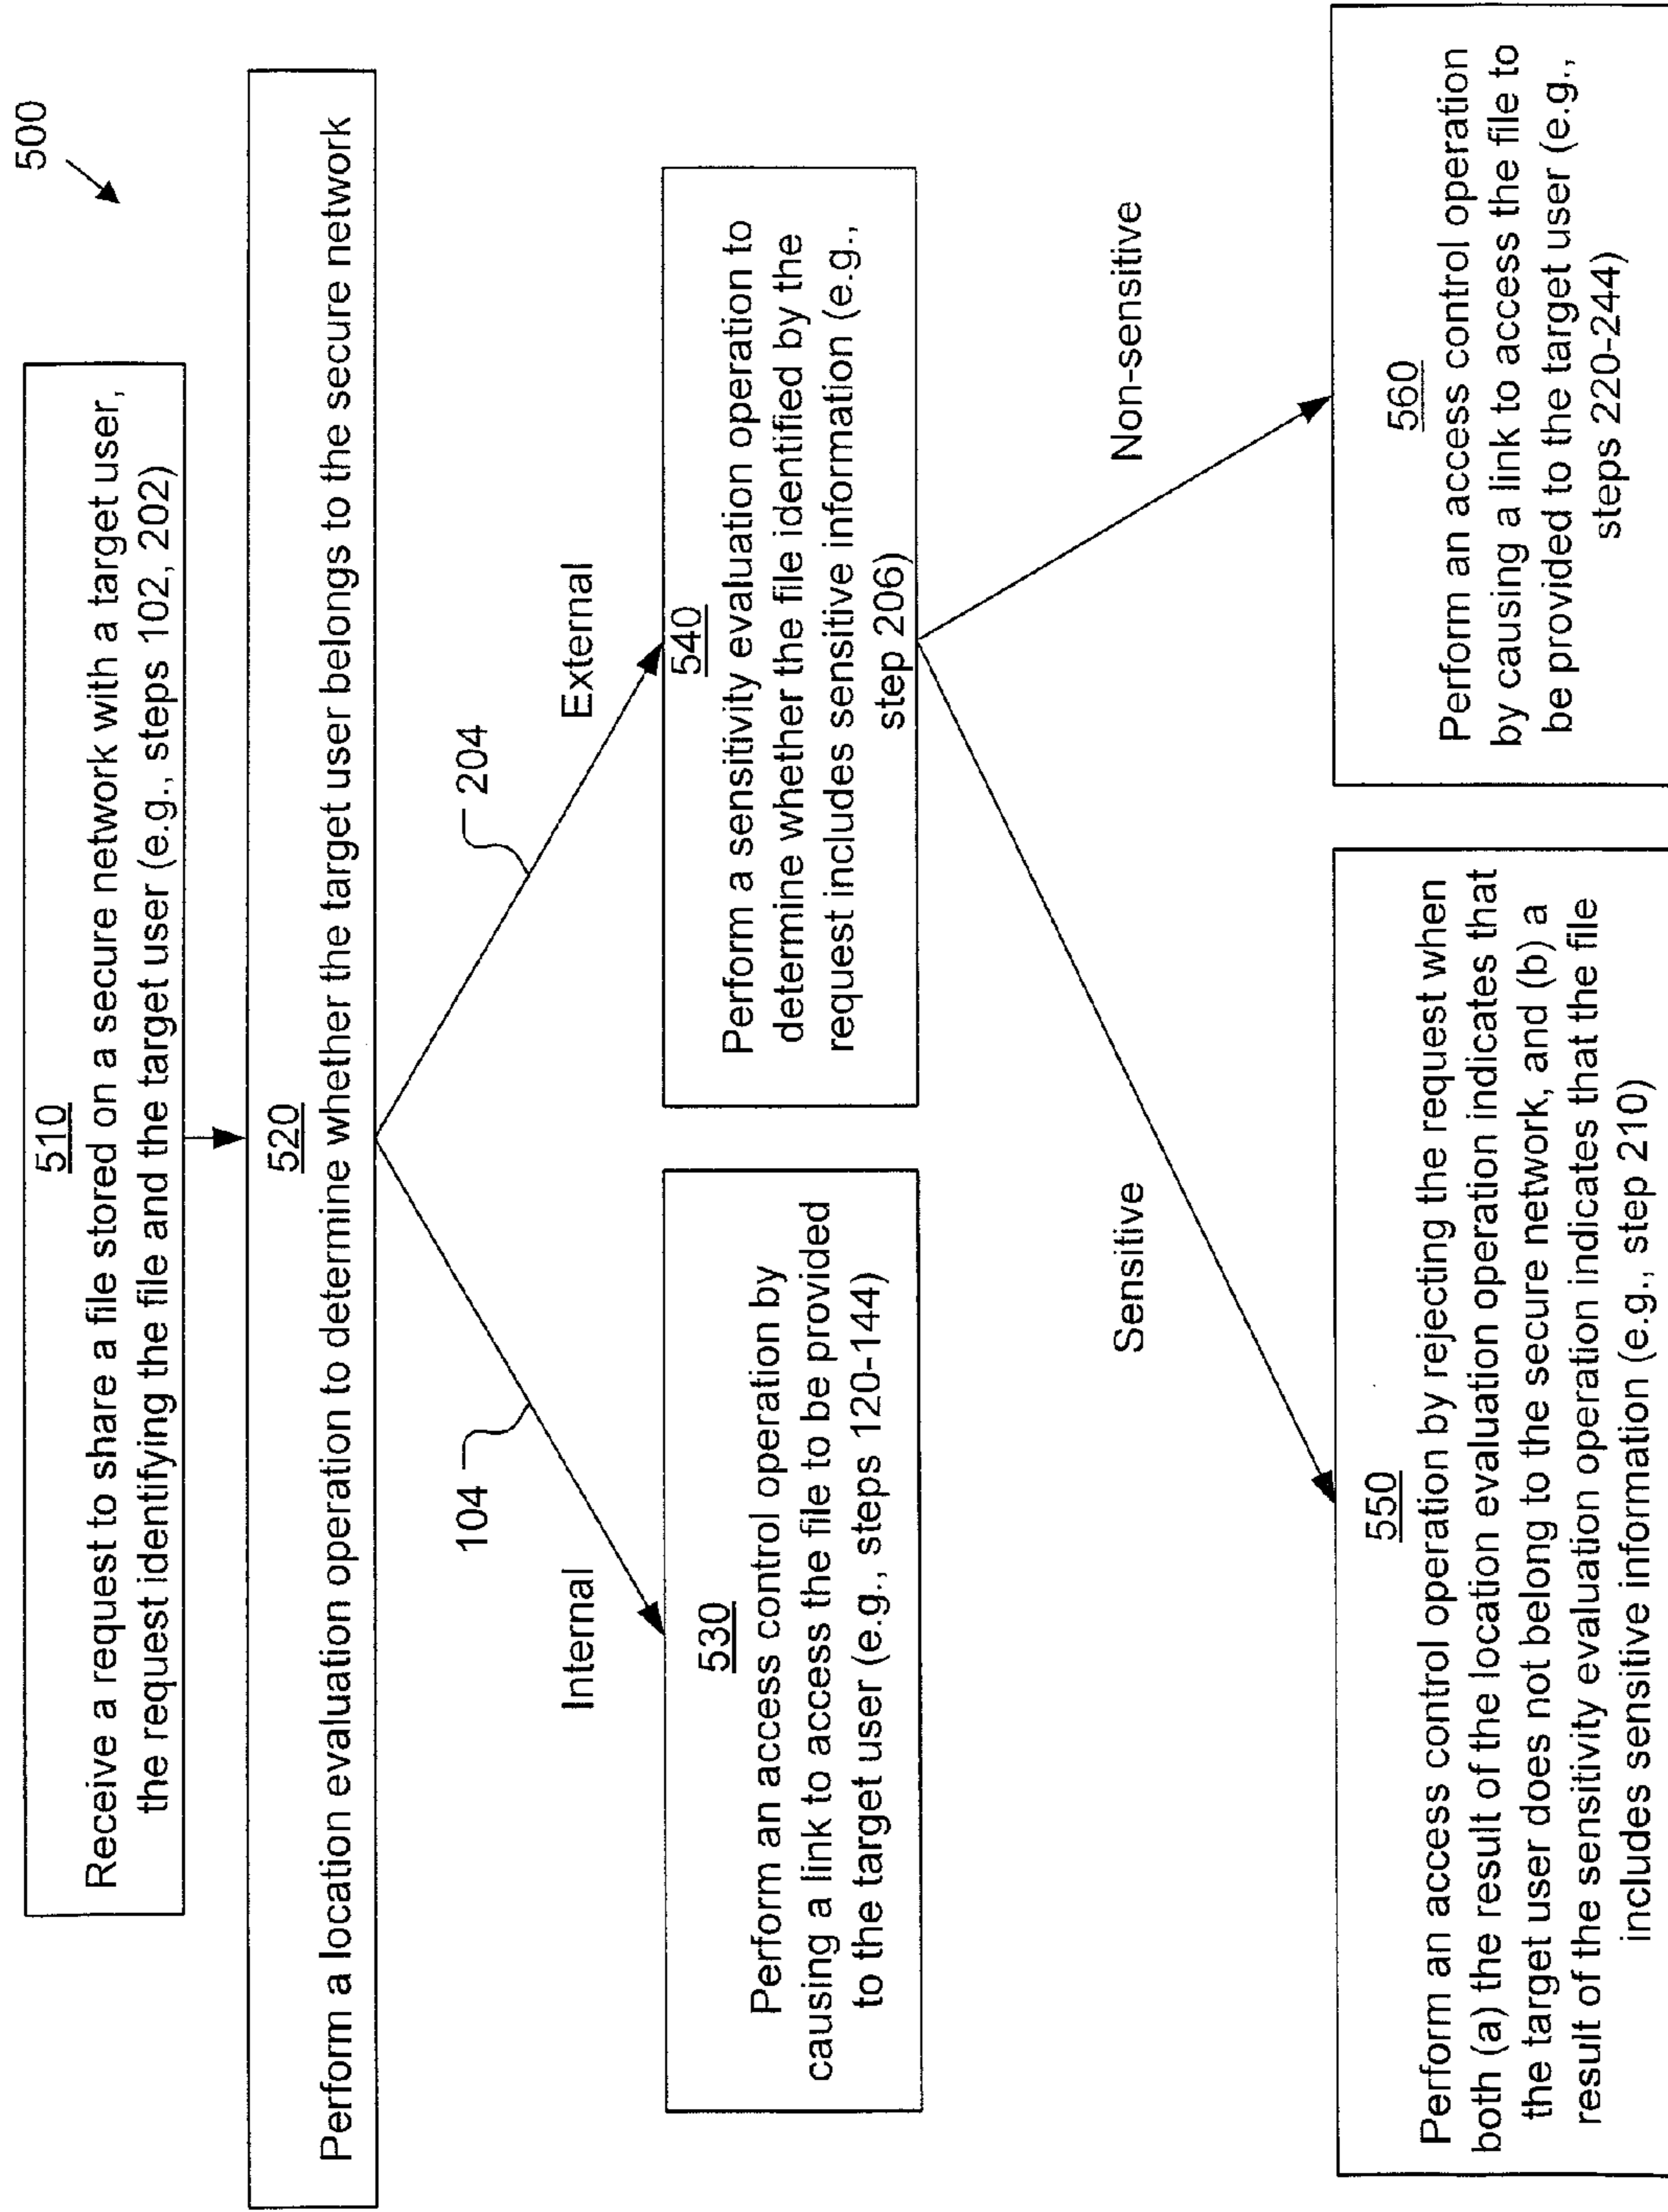 500
510
Receive a request to share a file stored on a secure network with a target user,
the request identifying the file and the target user (e.g., steps 102, 202)
520
Perform a location evaluation operation to determine whether the target user belongs to the secure network
104
204
Internal
External
530
Perform an access control operation by
causing a link to access the file to be provided
to the target user (e.g., steps 120-144)
540
Perform a sensitivity evaluation operation to
determine whether the file identified by the
request includes sensitive information (e.g.,
step 206)
Sensitive
Non-sensitive
550
Perform an access control operation by rejecting the request when
both (a) the result of the location evaluation operation indicates that
the target user does not belong to the secure network, and (b) a
result of the sensitivity evaluation operation indicates that the file
includes sensitive information (e.g., step 210)
560
Perform an access control operation
by causing a link to access the file to
be provided to the target user (e.g.,
steps 220-244)